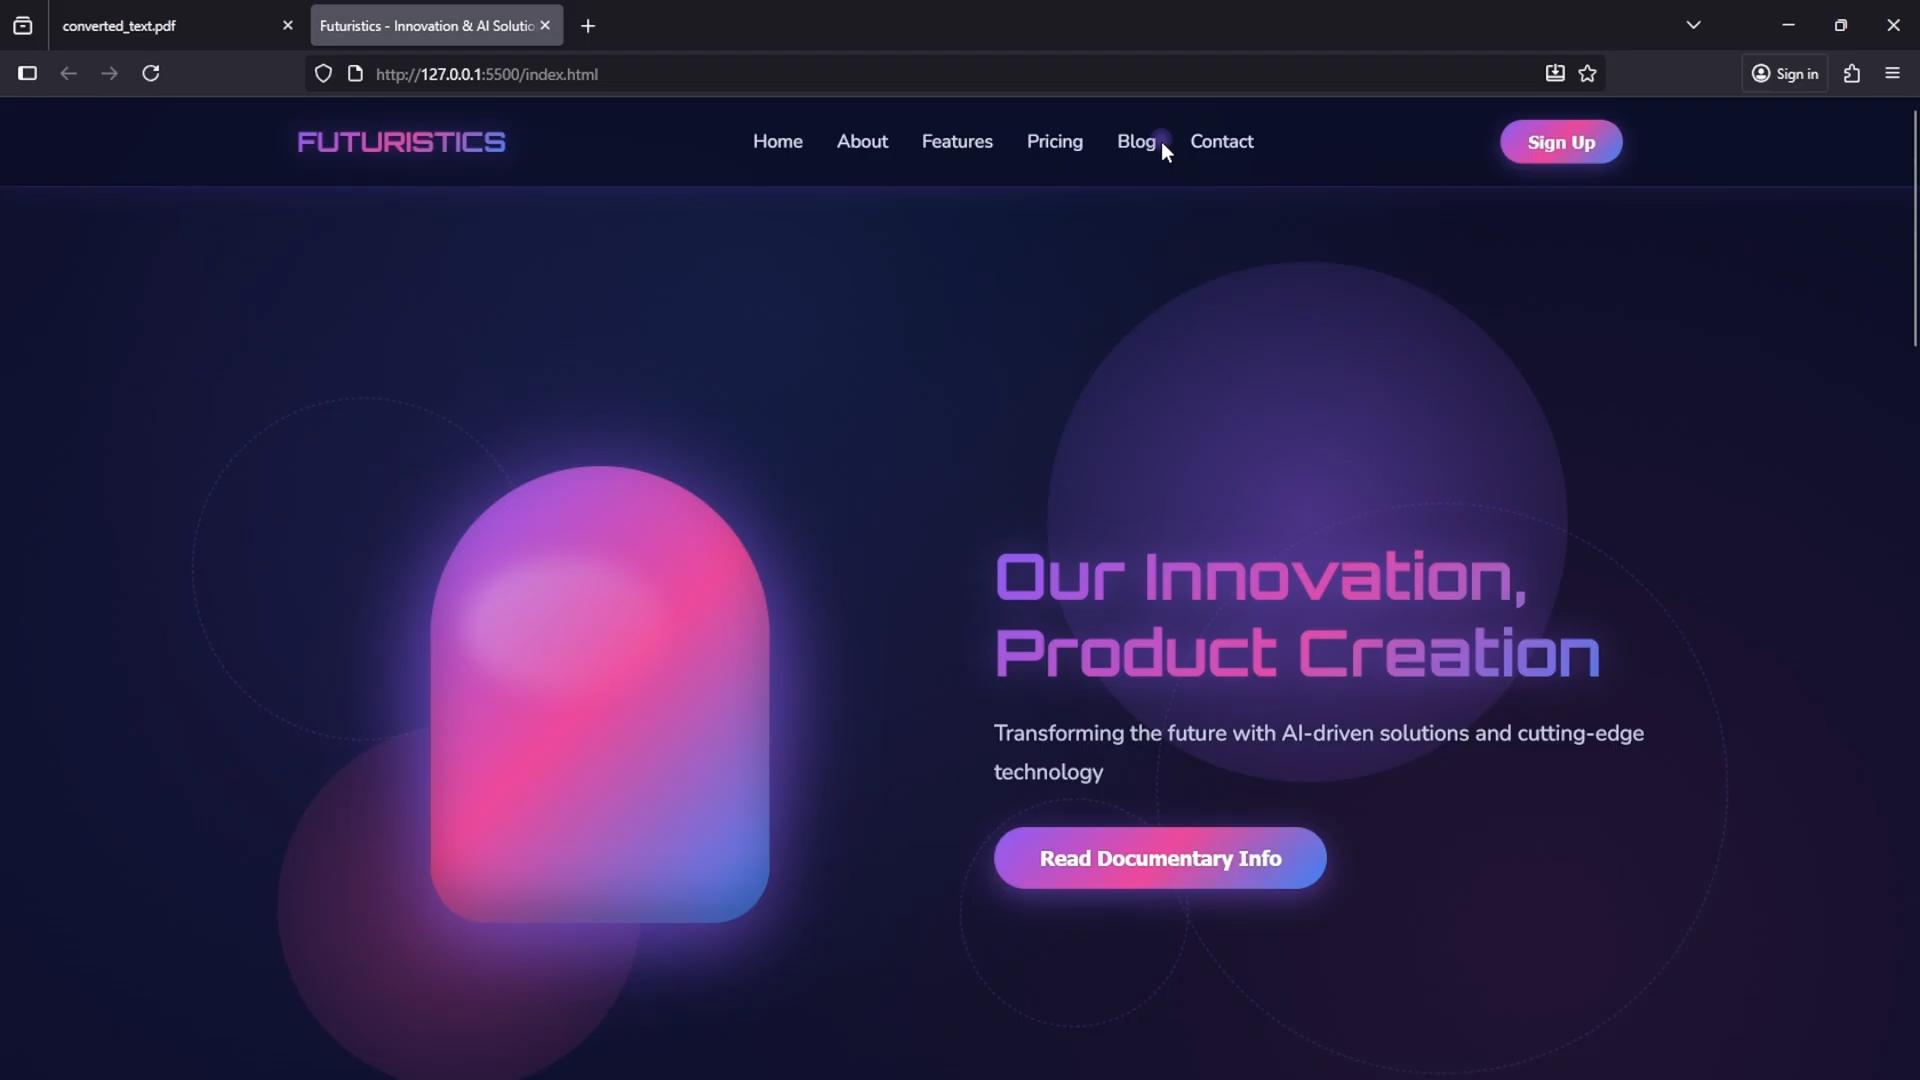 converted_text.pdf
Futuristics - Innovation & AI Solutio
http://127.0.0.1:5500/index.html
Sign in
FUTURISTICS
Home About Features Pricing Blog Contact
Sign Up
Our Innovation,
Product Creation
Transforming the future with AI-driven solutions and cutting-edge
technology
Read Documentary Info